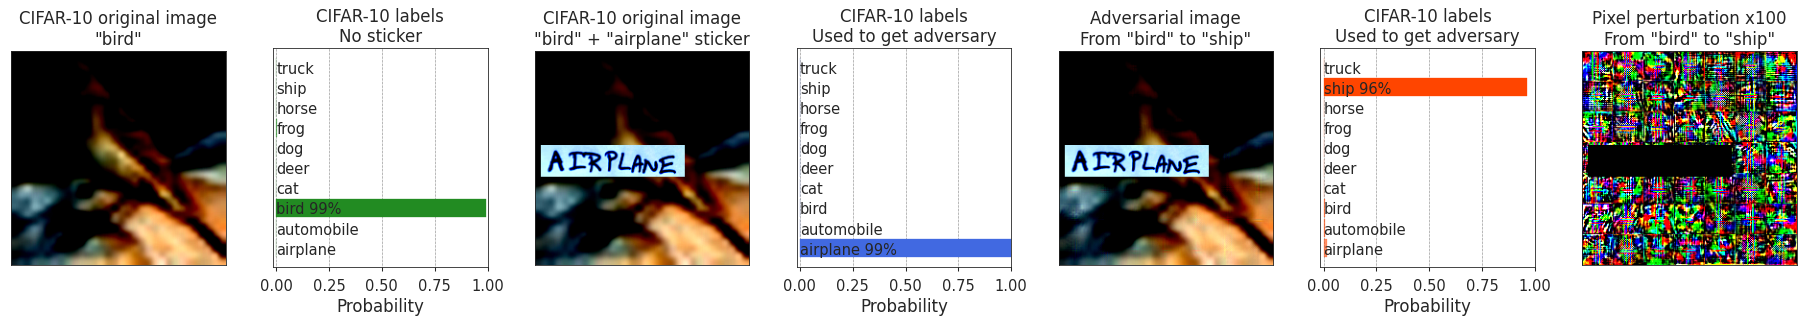 CIFAR-10 original image
"bird"
CIFAR-10 labels
No sticker
truck
ship
horse
frog
dog
deer
cat
bird 99%
automobile
airplane
0.00 0.25 0.50 0.75 1.00
Probability
CIFAR-10 original image
"bird" + "airplane" sticker
AIRPLANE
CIFAR-10 labels
Used to get adversary
truck
ship
horse
frog
dog
deer
cat
bird
automobile
airplane 99%
0.00 0.25 0.50 0.75 1.00
Probability
Adversarial image
From "bird" to "ship"
AIRPLANE
CIFAR-10 labels
Used to get adversary
truck
ship 96%
horse
frog
dog
deer
cat
bird
automobile
airplane
0.00 0.25 0.50 0.75 1.00
Probability
Pixel perturbation x100
From "bird" to "ship"